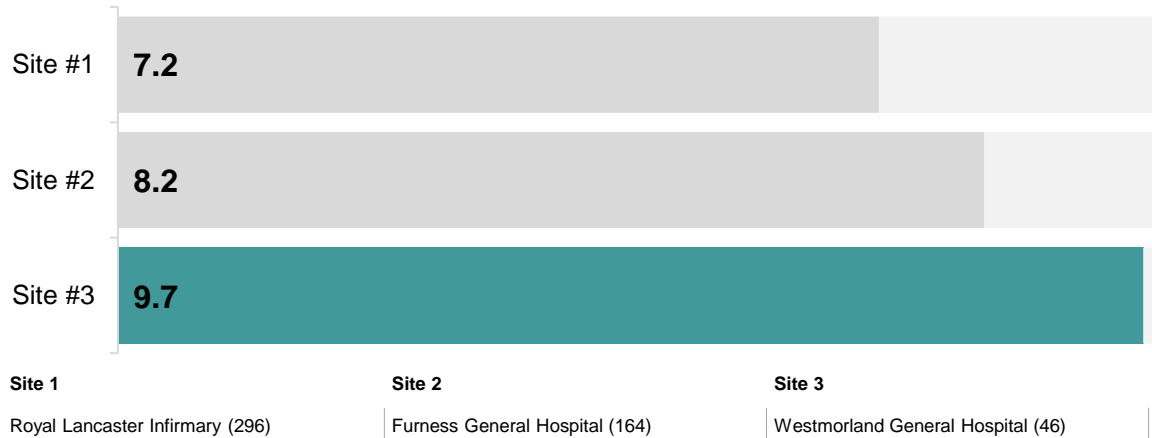 Site #1 7.2
Site #2 8.2
Site #3 9.7
Site 1 Site 2 Site 3
Royal Lancaster Infirmary (296) Furness General Hospital (164) Westmorland General Hospital (46)